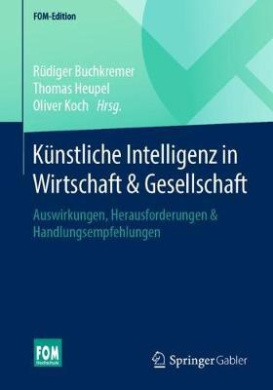 FOM-Edition
Rüdiger Buchkremer
Thomas Heupel
Oliver Koch Hrsg.
Künstliche Intelligenz in
Wirtschaft & Gesellschaft
Auswirkungen, Herausforderungen &
Handlungsempfehlungen
FOM
Hochschule
Springer Gabler